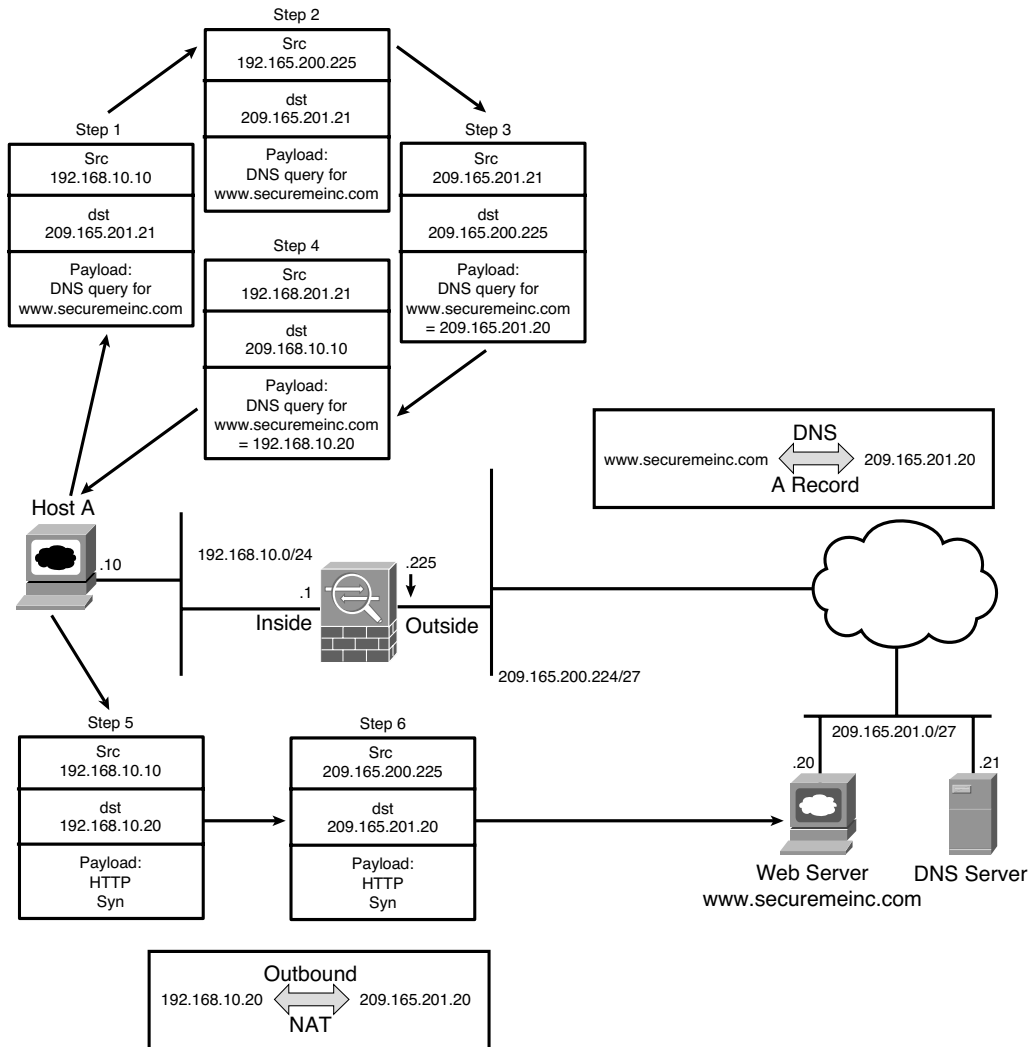 Step 2
Src
192.165.200.225
dst
209.165.201.21
Payload:
DNS query for
www.securemeinc.com
Step 1
Src
192.168.10.10
dst
209.165.201.21
Payload:
DNS query for
www.securemeinc.com
Step 3
Src
209.165.201.21
dst
209.165.200.225
Payload:
DNS query for
www.securemeinc.com
= 209.165.201.20
Step 4
Src
192.168.201.21
dst
209.168.10.10
Payload:
DNS query for
www.securemeinc.com
= 192.168.10.20
DNS
www.securemeinc.com
209.165.201.20
A Record
Host A
.10
192.168.10.0/24
.1
Inside
.225
Outside
209.165.200.224/27
209.165.201.0/27
.20
.21
Web Server
www.securemeinc.com
DNS Server
Step 5
Src
192.168.10.10
dst
192.168.10.20
Payload:
HTTP
Syn
Step 6
Src
209.165.200.225
dst
209.165.201.20
Payload:
HTTP
Syn
Outbound
192.168.10.20
209.165.201.20
NAT